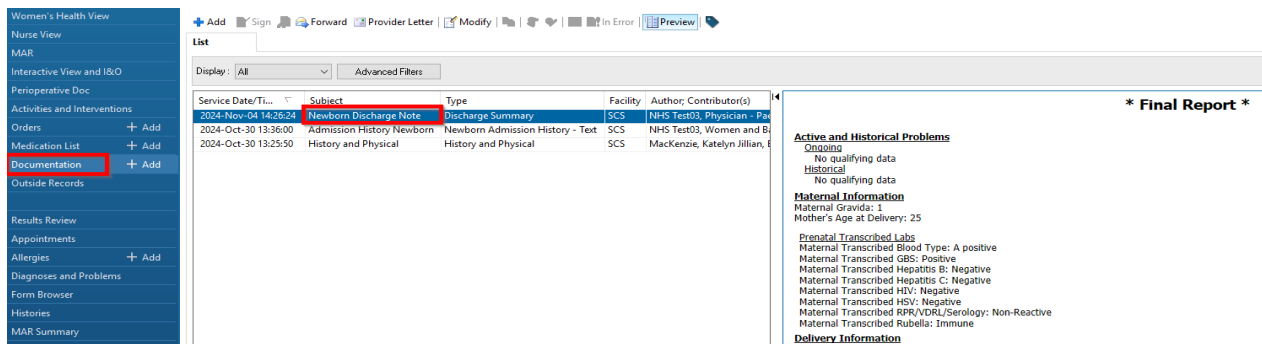 Women's Health View
Nurse View
MAR
Interactive View and I&O
Perioperative Doc
Activities and Interventions
Orders + Add
Medication List + Add
Documentation + Add
Outside Records
Results Review
Appointments
Allergies + Add
Diagnoses and Problems
Form Browser
Histories
MAR Summary
Add Sign Forward Provider Letter Modify In Error Preview
List
Display : All Advanced Filters
Service Date/Ti... Subject Type Facility Author; Contributor(s)
2024-Nov-04 14:26:24 Newborn Discharge Note Discharge Summary SCS NHS Test03, Physician - Pae
2024-Oct-30 13:36:00 Admission History Newborn Newborn Admission History - Text SCS NHS Test03, Women and Ba
2024-Oct-30 13:25:50 History and Physical History and Physical SCS MacKenzie, Katelyn Jillian,
* Final Report *
Active and Historical Problems
Ongoing
No qualifying data
Historical
No qualifying data
Maternal Information
Maternal Gravida: 1
Mother's Age at Delivery: 25
Prenatal Transcribed Labs
Maternal Transcribed Blood Type: A positive
Maternal Transcribed GBS: Positive
Maternal Transcribed Hepatitis B: Negative
Maternal Transcribed Hepatitis C: Negative
Maternal Transcribed HIV: Negative
Maternal Transcribed HSV: Negative
Maternal Transcribed RPR/VDRL/Serology: Non-Reactive
Maternal Transcribed Rubella: Immune
Delivery Information